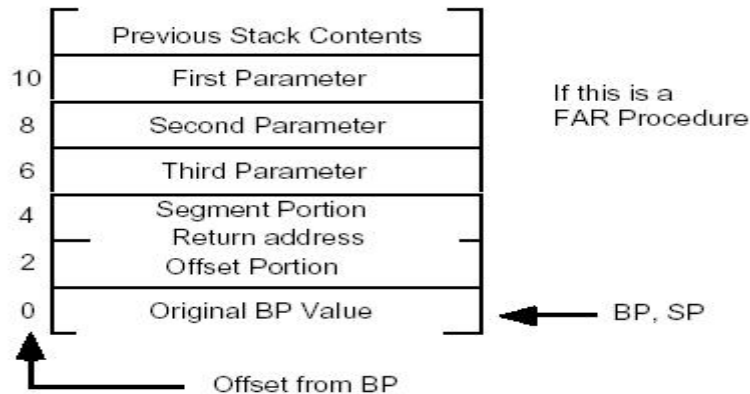 Previous Stack Contents
10 First Parameter
If this is a
FAR Procedure
8 Second Parameter
6 Third Parameter
4 Segment Portion
Return address
2 Offset Portion
0 Original BP Value
BP, SP
Offset from BP